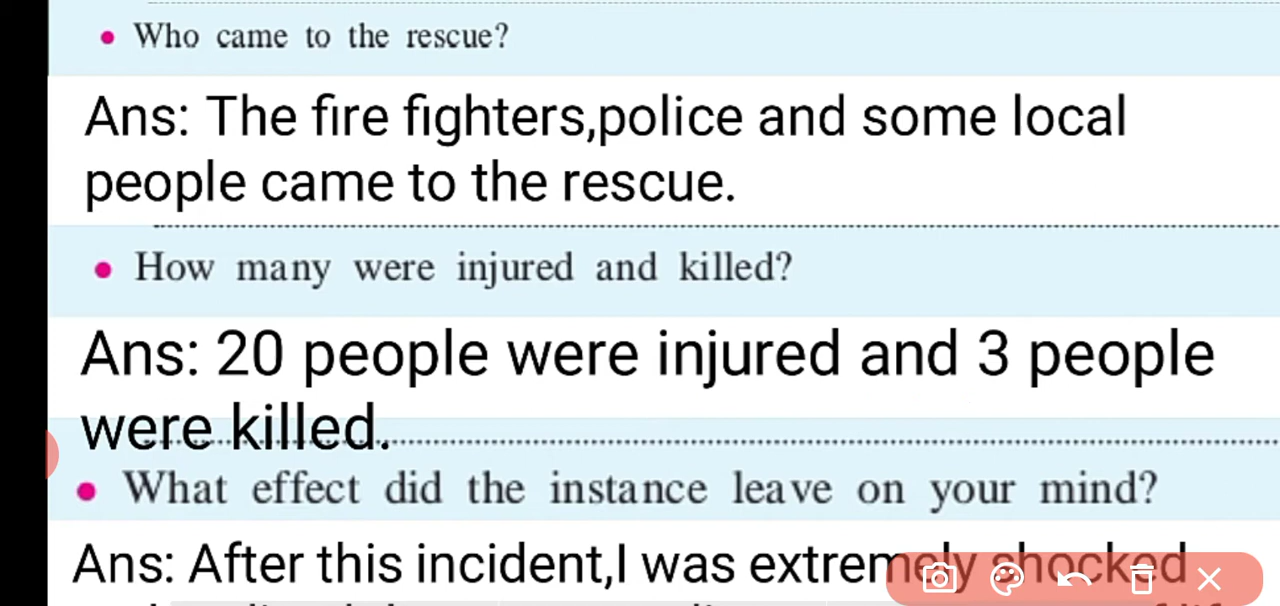 Who came to the rescue?
Ans: The fire fighters,police and some local
people came to the rescue.
How many were injured and killed?
Ans: 20 people were injured and 3 people
were killed.
What effect did the instance leave on your mind?
Ans: After this incident,I was extremely shocked